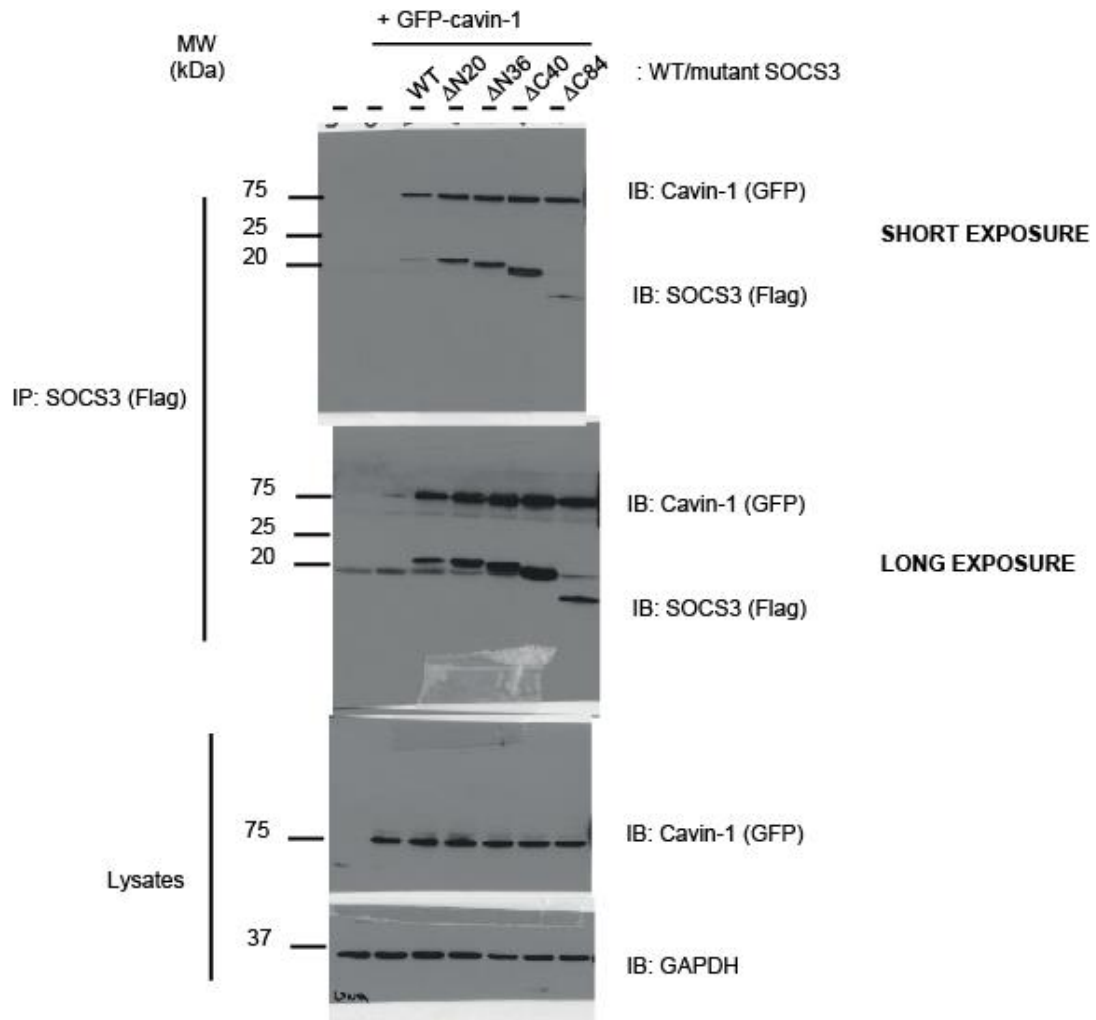 + GFP-cavin-1
MW
(kDa)
WT ΔN20 ΔN36 ΔC40 ΔC84
: WT/mutant SOCS3
75
25
20
IB: Cavin-1 (GFP)
IB: SOCS3 (Flag)
SHORT EXPOSURE
IP: SOCS3 (Flag)
75
25
20
IB: Cavin-1 (GFP)
IB: SOCS3 (Flag)
LONG EXPOSURE
75
IB: Cavin-1 (GFP)
Lysates
37
IB: GAPDH